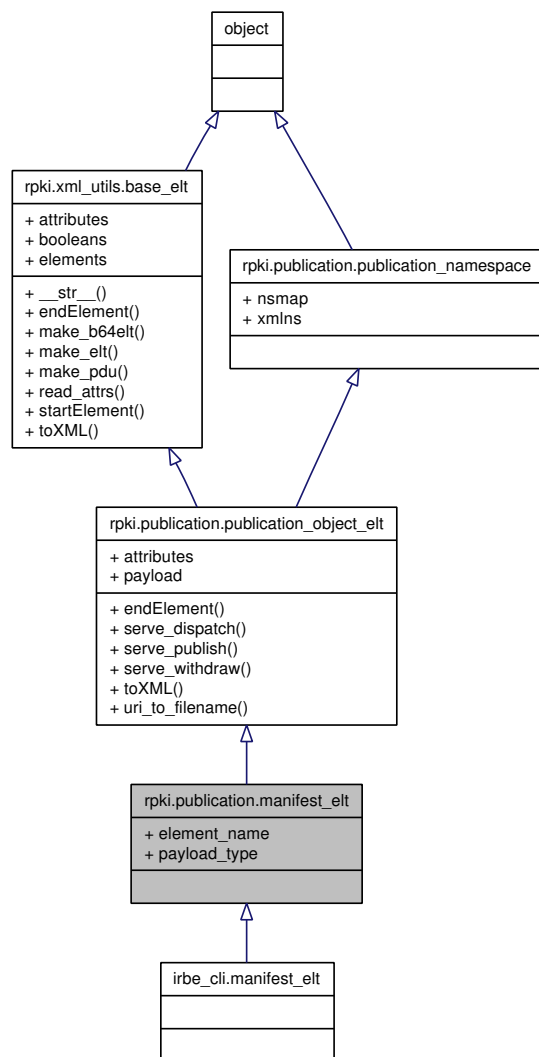 object
rpki.xml_utils.base_elt
+ attributes
+ booleans
+ elements
+ __str__()
+ endElement()
+ make_b64elt()
+ make_elt()
+ make_pdu()
+ read_attrs()
+ startElement()
+ toXML()
rpki.publication.publication_namespace
+ nsmap
+ xmlns
rpki.publication.publication_object_elt
+ attributes
+ payload
+ endElement()
+ serve_dispatch()
+ serve_publish()
+ serve_withdraw()
+ toXML()
+ uri_to_filename()
rpki.publication.manifest_elt
+ element_name
+ payload_type
irbe_cli.manifest_elt